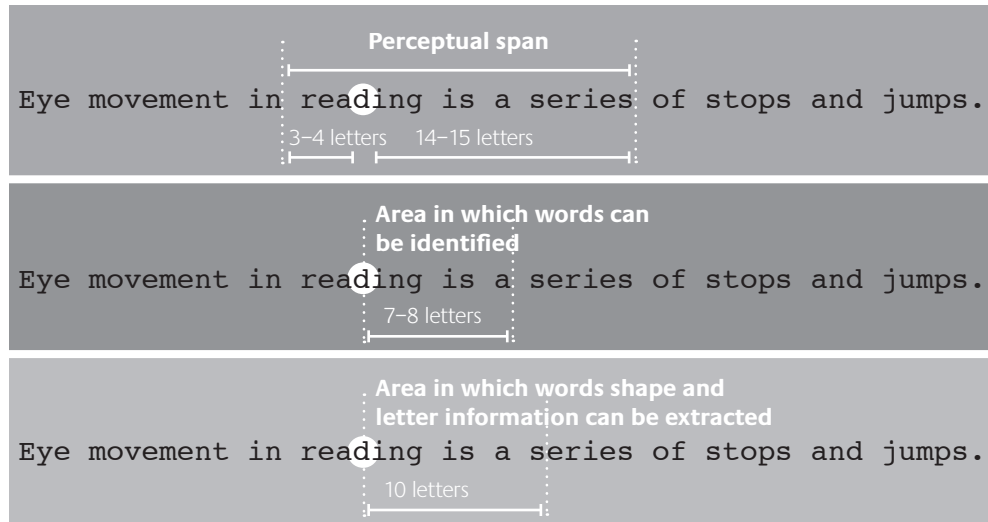 Perceptual span
Eye movement in reading is a series of stops and jumps.
3–4 letters 14–15 letters
Area in which words can
be identified
Eye movement in reading is a series of stops and jumps.
7–8 letters
Area in which words shape and
letter information can be extracted
Eye movement in reading is a series of stops and jumps.
10 letters